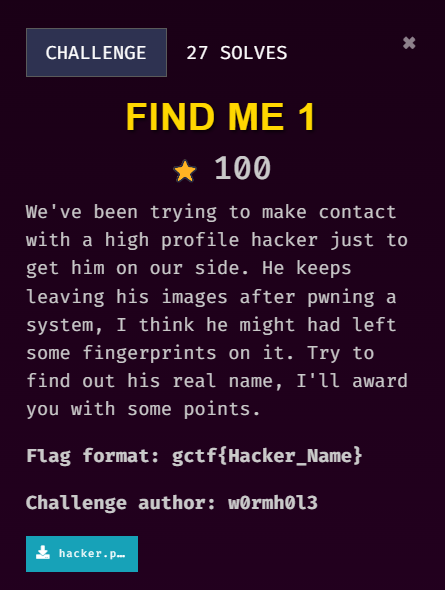 CHALLENGE 27 SOLVES ✖
FIND ME 1
⭐ 100
We've been trying to make contact
with a high profile hacker just to
get him on our side. He keeps
leaving his images after pwning a
system, I think he might had left
some fingerprints on it. Try to
find out his real name, I'll award
you with some points.
Flag format: gctf{Hacker_Name}
Challenge author: w0rmh0l3
hacker.p…